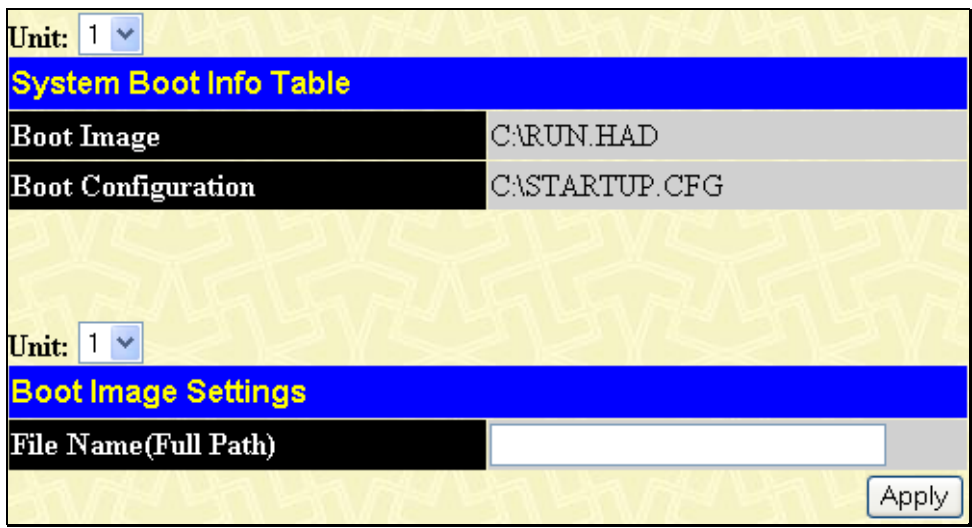 Unit: 1
System Boot Info Table
Boot Image C:\RUN.HAD
Boot Configuration C:\STARTUP.CFG
Unit: 1
Boot Image Settings
File Name(Full Path)
Apply